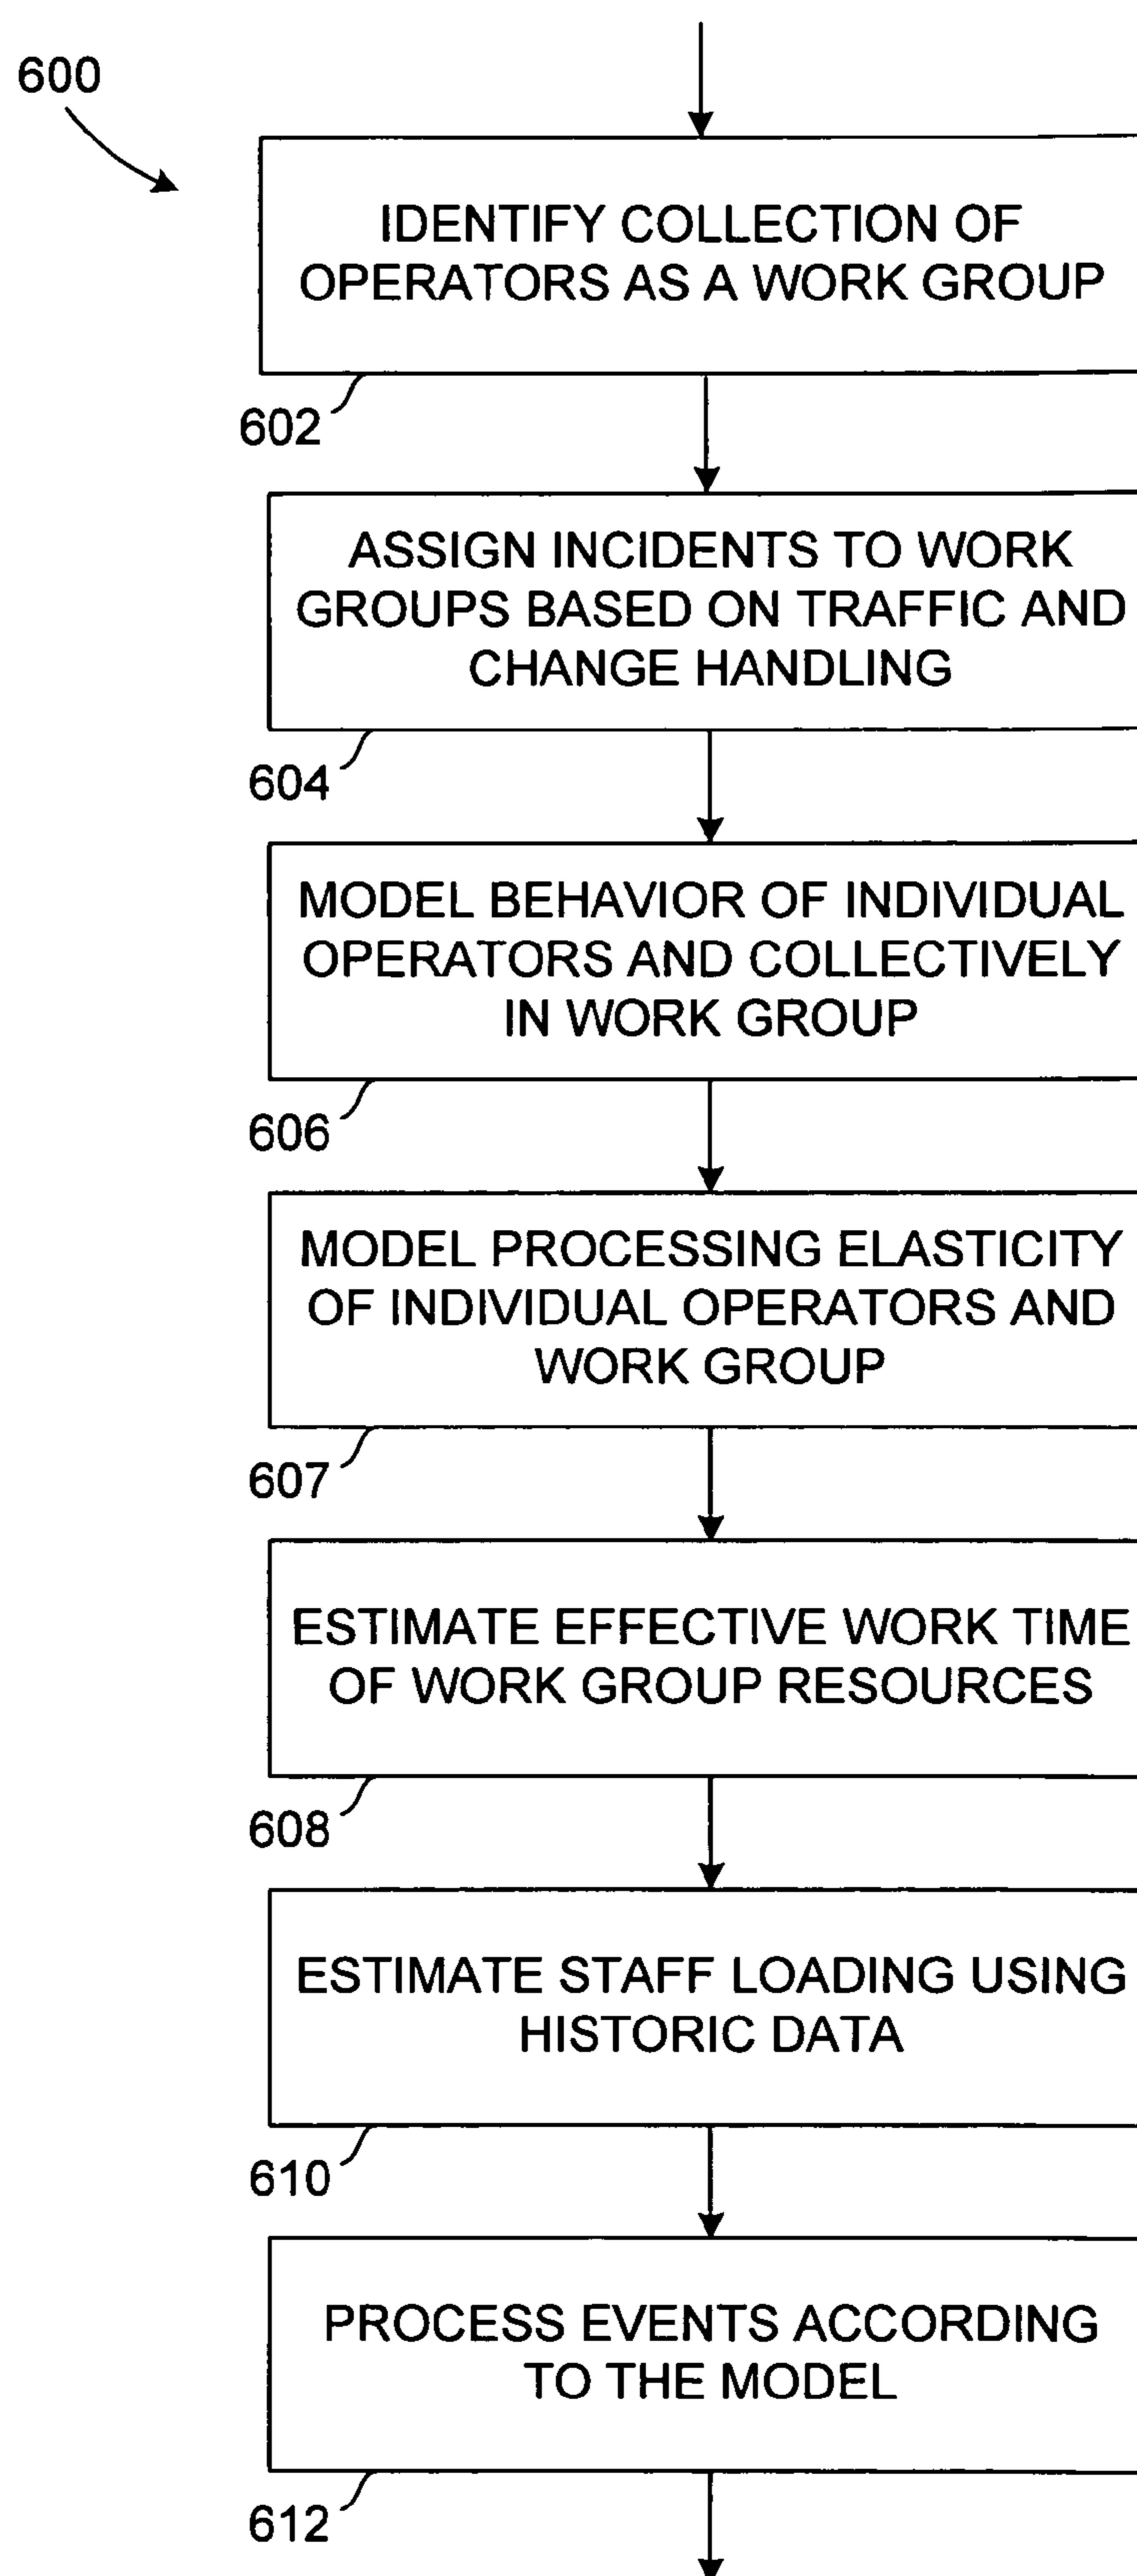 600
IDENTIFY COLLECTION OF
OPERATORS AS A WORK GROUP
602
ASSIGN INCIDENTS TO WORK
GROUPS BASED ON TRAFFIC AND
CHANGE HANDLING
604
MODEL BEHAVIOR OF INDIVIDUAL
OPERATORS AND COLLECTIVELY
IN WORK GROUP
606
MODEL PROCESSING ELASTICITY
OF INDIVIDUAL OPERATORS AND
WORK GROUP
607
ESTIMATE EFFECTIVE WORK TIME
OF WORK GROUP RESOURCES
608
ESTIMATE STAFF LOADING USING
HISTORIC DATA
610
PROCESS EVENTS ACCORDING
TO THE MODEL
612